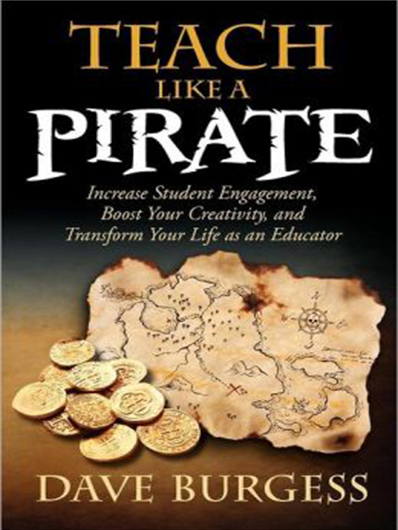 TEACH
LIKE A
PIRATE
Increase Student Engagement,
Boost Your Creativity, and
Transform Your Life as an Educator
DAVE BURGESS